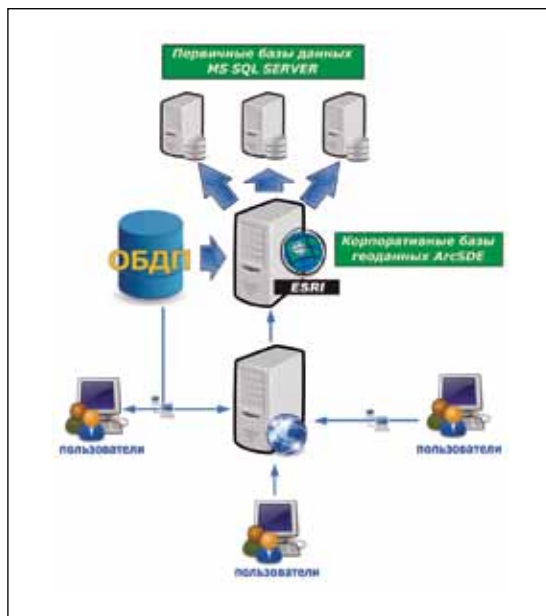 Первичные базы данных
MS SQL SERVER
ОБДП
Корпоративные базы
геоданных ArcSDE
ESRI
пользователи
пользователи
пользователи